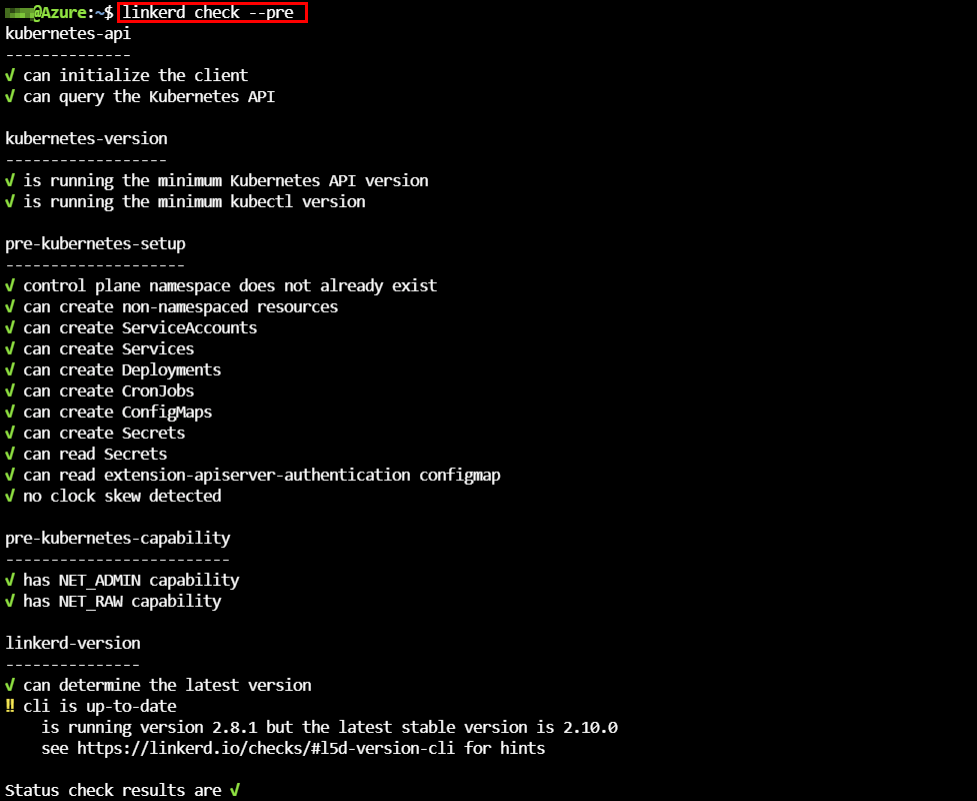 @Azure:~$ linkerd check --pre
kubernetes-api
--------------
√ can initialize the client
√ can query the Kubernetes API
kubernetes-version
------------------
√ is running the minimum Kubernetes API version
√ is running the minimum kubectl version
pre-kubernetes-setup
--------------------
√ control plane namespace does not already exist
√ can create non-namespaced resources
√ can create ServiceAccounts
√ can create Services
√ can create Deployments
√ can create CronJobs
√ can create ConfigMaps
√ can create Secrets
√ can read Secrets
√ can read extension-apiserver-authentication configmap
√ no clock skew detected
pre-kubernetes-capability
-------------------------
√ has NET_ADMIN capability
√ has NET_RAW capability
linkerd-version
---------------
√ can determine the latest version
‼ cli is up-to-date
    is running version 2.8.1 but the latest stable version is 2.10.0
    see https://linkerd.io/checks/#l5d-version-cli for hints
Status check results are √